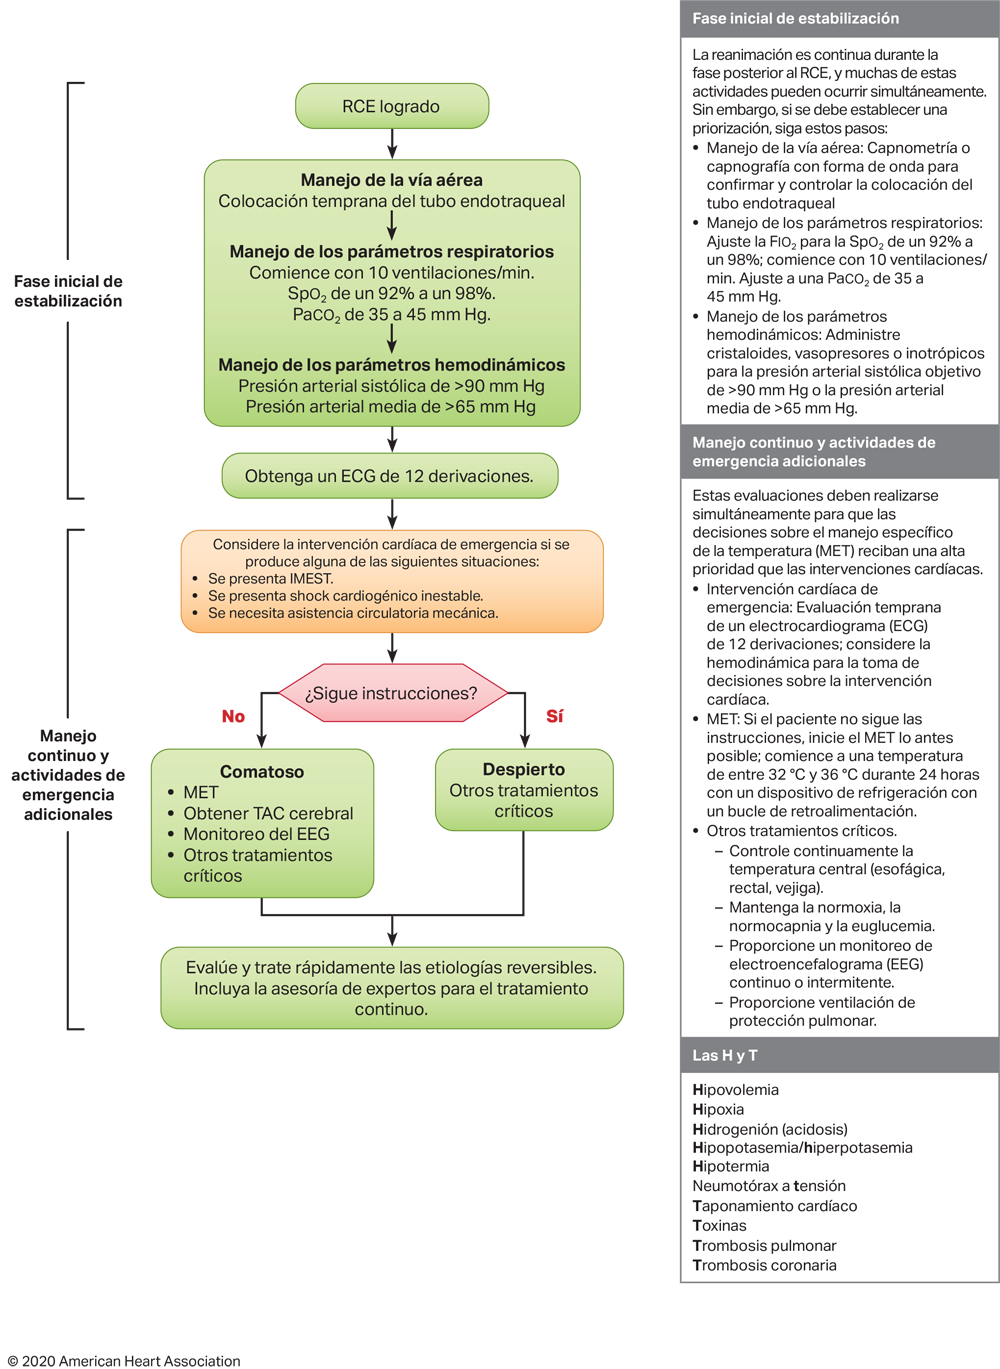 RCE logrado
Manejo de la vía aérea
Colocación temprana del tubo endotraqueal
Manejo de los parámetros respiratorios
Comience con 10 ventilaciones/min.
SpO₂ de un 92% a un 98%.
PaCO₂ de 35 a 45 mm Hg.
Manejo de los parámetros hemodinámicos
Presión arterial sistólica de >90 mm Hg
Presión arterial media de >65 mm Hg
Fase inicial de
estabilización
Obtenga un ECG de 12 derivaciones.
Considere la intervención cardíaca de emergencia si se
produce alguna de las siguientes situaciones:
• Se presenta IMEST.
• Se presenta shock cardiogénico inestable.
• Se necesita asistencia circulatoria mecánica.
¿Sigue instrucciones?
No
Sí
Manejo
continuo y
actividades de
emergencia
adicionales
Comatoso
• MET
• Obtener TAC cerebral
• Monitoreo del EEG
• Otros tratamientos
críticos
Despierto
Otros tratamientos
críticos
Evalúe y trate rápidamente las etiologías reversibles.
Incluya la asesoría de expertos para el tratamiento
continuo.
Fase inicial de estabilización
La reanimación es continua durante la
fase posterior al RCE, y muchas de estas
actividades pueden ocurrir simultáneamente.
Sin embargo, si se debe establecer una
priorización, siga estos pasos:
• Manejo de la vía aérea: Capnometría o
capnografía con forma de onda para
confirmar y controlar la colocación del
tubo endotraqueal
• Manejo de los parámetros respiratorios:
Ajuste la FIO₂ para la SpO₂ de un 92% a
un 98%; comience con 10 ventilaciones/
min. Ajuste a una PaCO₂ de 35 a
45 mm Hg.
• Manejo de los parámetros
hemodinámicos: Administre
cristaloides, vasopresores o inotrópicos
para la presión arterial sistólica objetivo
de >90 mm Hg o la presión arterial
media de >65 mm Hg.
Manejo continuo y actividades de
emergencia adicionales
Estas evaluaciones deben realizarse
simultáneamente para que las
decisiones sobre el manejo específico
de la temperatura (MET) reciban una alta
prioridad que las intervenciones cardíacas.
• Intervención cardíaca de
emergencia: Evaluación temprana
de un electrocardiograma (ECG)
de 12 derivaciones; considere la
hemodinámica para la toma de
decisiones sobre la intervención
cardíaca.
• MET: Si el paciente no sigue las
instrucciones, inicie el MET lo antes
posible; comience a una temperatura
de entre 32 °C y 36 °C durante 24 horas
con un dispositivo de refrigeración con
un bucle de retroalimentación.
• Otros tratamientos críticos.
– Controle continuamente la
temperatura central (esofágica,
rectal, vejiga).
– Mantenga la normoxia, la
normocapnia y la euglucemia.
– Proporcione un monitoreo de
electroencefalograma (EEG)
continuo o intermitente.
– Proporcione ventilación de
protección pulmonar.
Las H y T
Hipovolemia
Hipoxia
Hidrogenión (acidosis)
Hipopotasemia/hiperpotasemia
Hipotermia
Neumotórax a tensión
Taponamiento cardíaco
Toxinas
Trombosis pulmonar
Trombosis coronaria
© 2020 American Heart Association